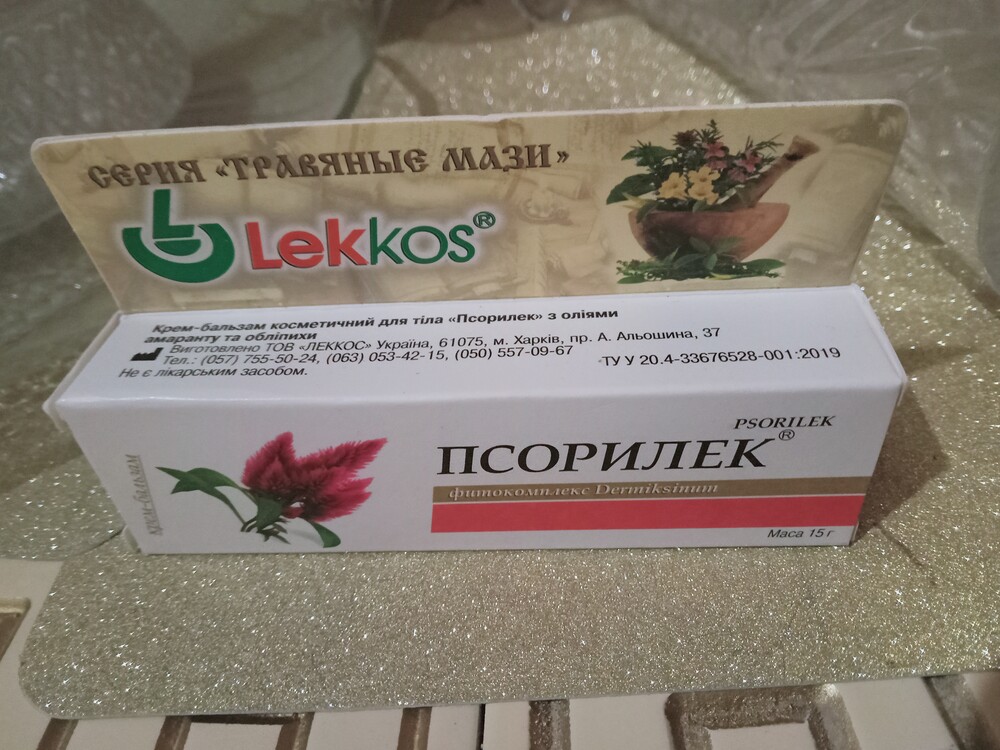 СЕРИЯ «ТРАВЯНЫЕ МАЗИ»
Lekkos®
Крем-бальзам косметичний для тіла «Псорилек» з оліями
амаранту та обліпихи
Виготовлено ТОВ «ЛЕККОС» Україна, 61075, м. Харків, пр. А. Альошина, 37
Тел.: (057) 755-50-24, (063) 053-42-15, (050) 557-09-67
ТУ У 20.4-33676528-001:2019
Не є лікарським засобом.
PSORILEK
ПСОРИЛЕК®
фитокомплекс Dermiksinum
крем-бальзам
Маса 15 г